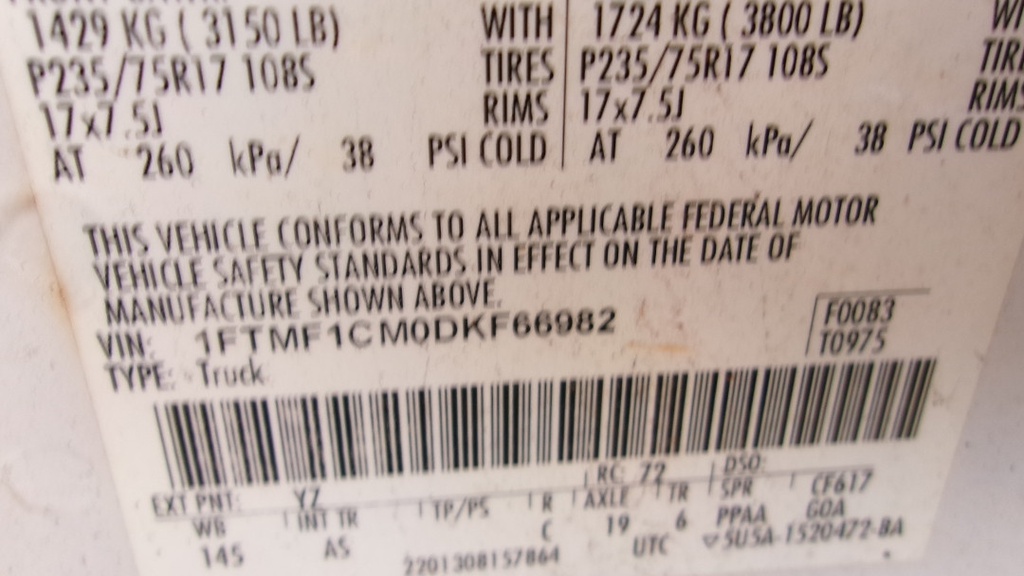 1429 KG ( 3150 LB) WITH 1724 KG ( 3800 LB)
P235/75R17 108S TIRES P235/75R17 108S
17x7.5J RIMS 17x7.5J RIMS
AT 260 kPa/ 38 PSI COLD AT 260 kPa/ 38 PSI COLD
THIS VEHICLE CONFORMS TO ALL APPLICABLE FEDERAL MOTOR
VEHICLE SAFETY STANDARDS IN EFFECT ON THE DATE OF
MANUFACTURE SHOWN ABOVE.
VIN: 1FTMF1CM0DKF66982 F0083
TYPE: Truck T0975
RC: 72 DSO:
EXT PNT: YZ
WB INT TR TP/PS R AXLE TR SPR CF617
145 AS C 19 6 PPAA GOA
2201308157864 UTC ▽5U5A-1520472-BA